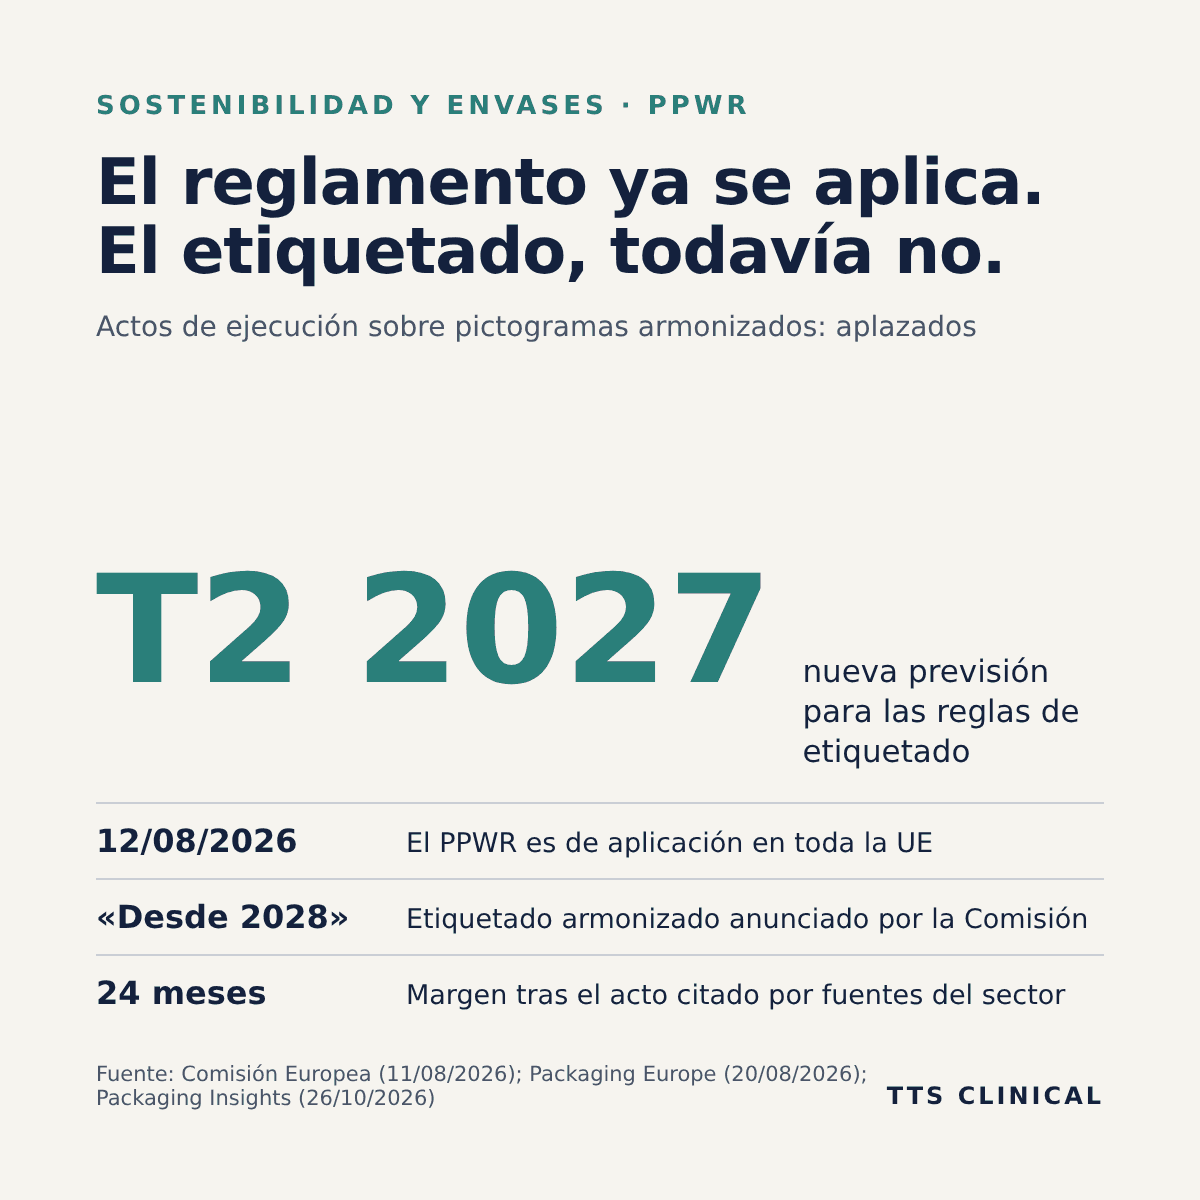 SOSTENIBILIDAD Y ENVASES · PPWR
El reglamento ya se aplica.
El etiquetado, todavía no.
Actos de ejecución sobre pictogramas armonizados: aplazados
T2 2027
nueva previsión
para las reglas de
etiquetado
12/08/2026
El PPWR es de aplicación en toda la UE
«Desde 2028»
Etiquetado armonizado anunciado por la Comisión
24 meses
Margen tras el acto citado por fuentes del sector
Fuente: Comisión Europea (11/08/2026); Packaging Europe (20/08/2026);
Packaging Insights (26/10/2026)
TTS CLINICAL